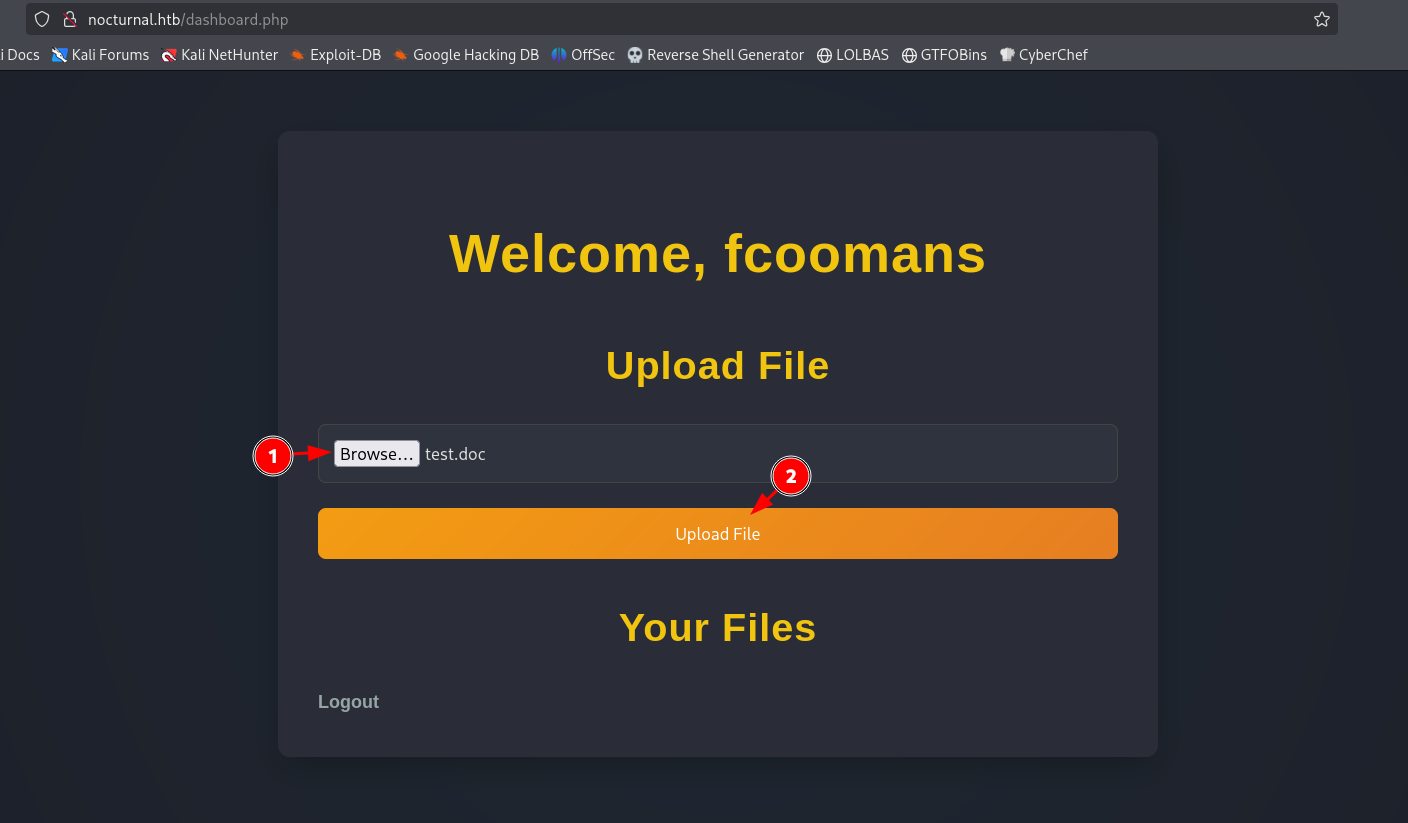 nocturnal.htb/dashboard.php
i Docs Kali Forums Kali NetHunter Exploit-DB Google Hacking DB OffSec Reverse Shell Generator LOLBAS GTFOBins CyberChef
Welcome, fcoomans
Upload File
1 Browse... test.doc
2
Upload File
Your Files
Logout